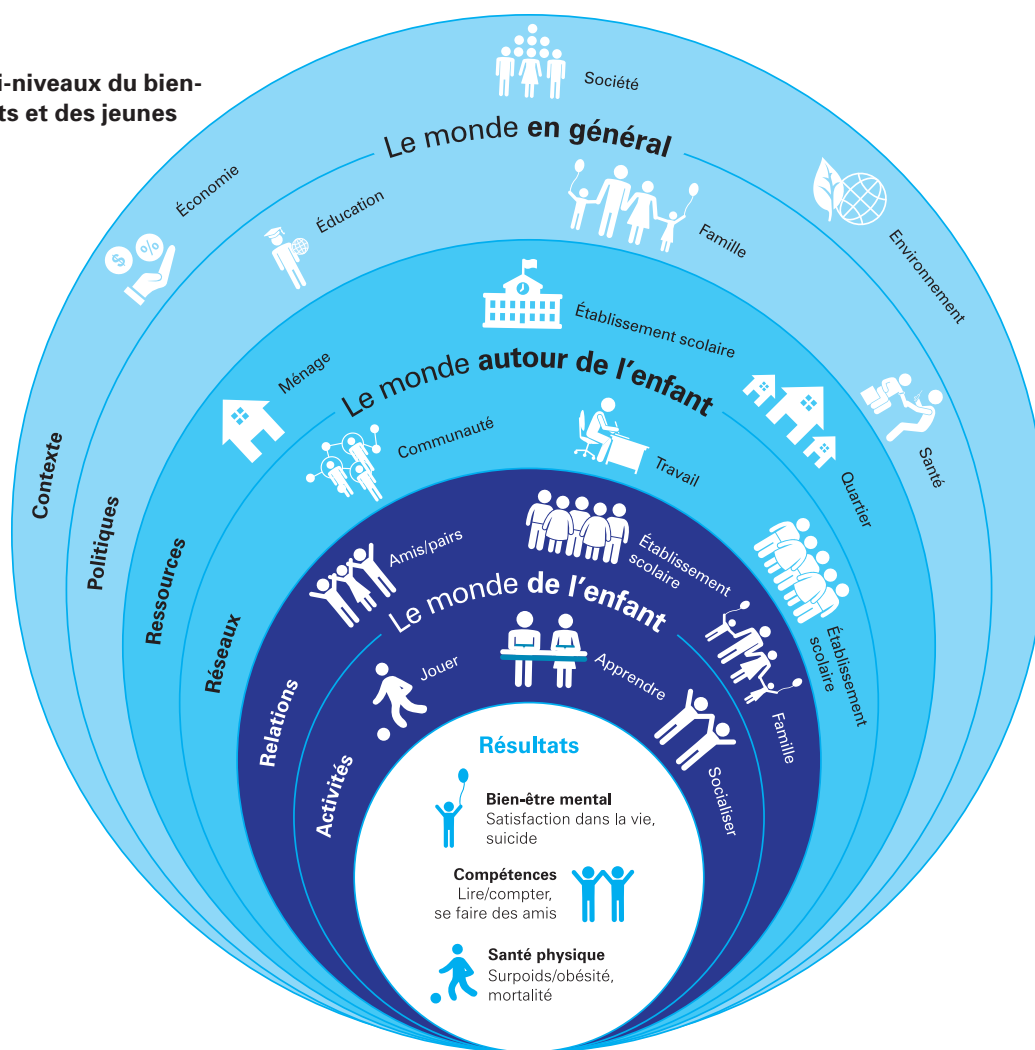 i-niveaux du bien-
ts et des jeunes
Société
Le monde en général
Économie
Éducation
Famille
Environnement
Santé
Contexte
Politiques
Établissement scolaire
Le monde autour de l'enfant
Ménage
Communauté
Travail
Quartier
Établissement
scolaire
Ressources
Réseaux
Amis/pairs
Établissement
scolaire
Le monde de l'enfant
Famille
Jouer
Apprendre
Socialiser
Relations
Activités
Résultats
Bien-être mental
Satisfaction dans la vie,
suicide
Compétences
Lire/compter,
se faire des amis
Santé physique
Surpoids/obésité,
mortalité
$
%